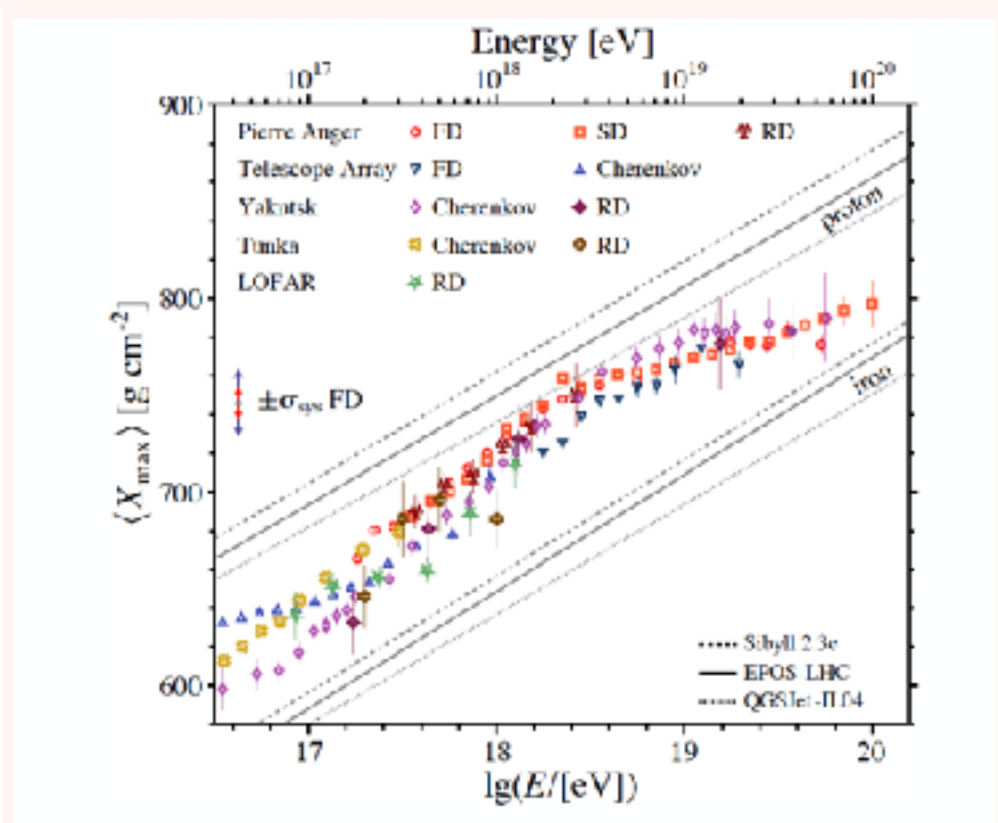 Energy [eV]
10^17 10^18 10^19 10^20
900
Pierre Auger FD SD RD
Telescope Array FD Cherenkov
Yakutsk Cherenkov RD
Tunka Cherenkov RD
LOFAR RD
proton
800
⟨X_max⟩ [g cm^-2]
iron
±σ_sys FD
700
Sibyll 2.3c
EPOS-LHC
600
QGSJet-II.04
17 18 19 20
lg(E/[eV])